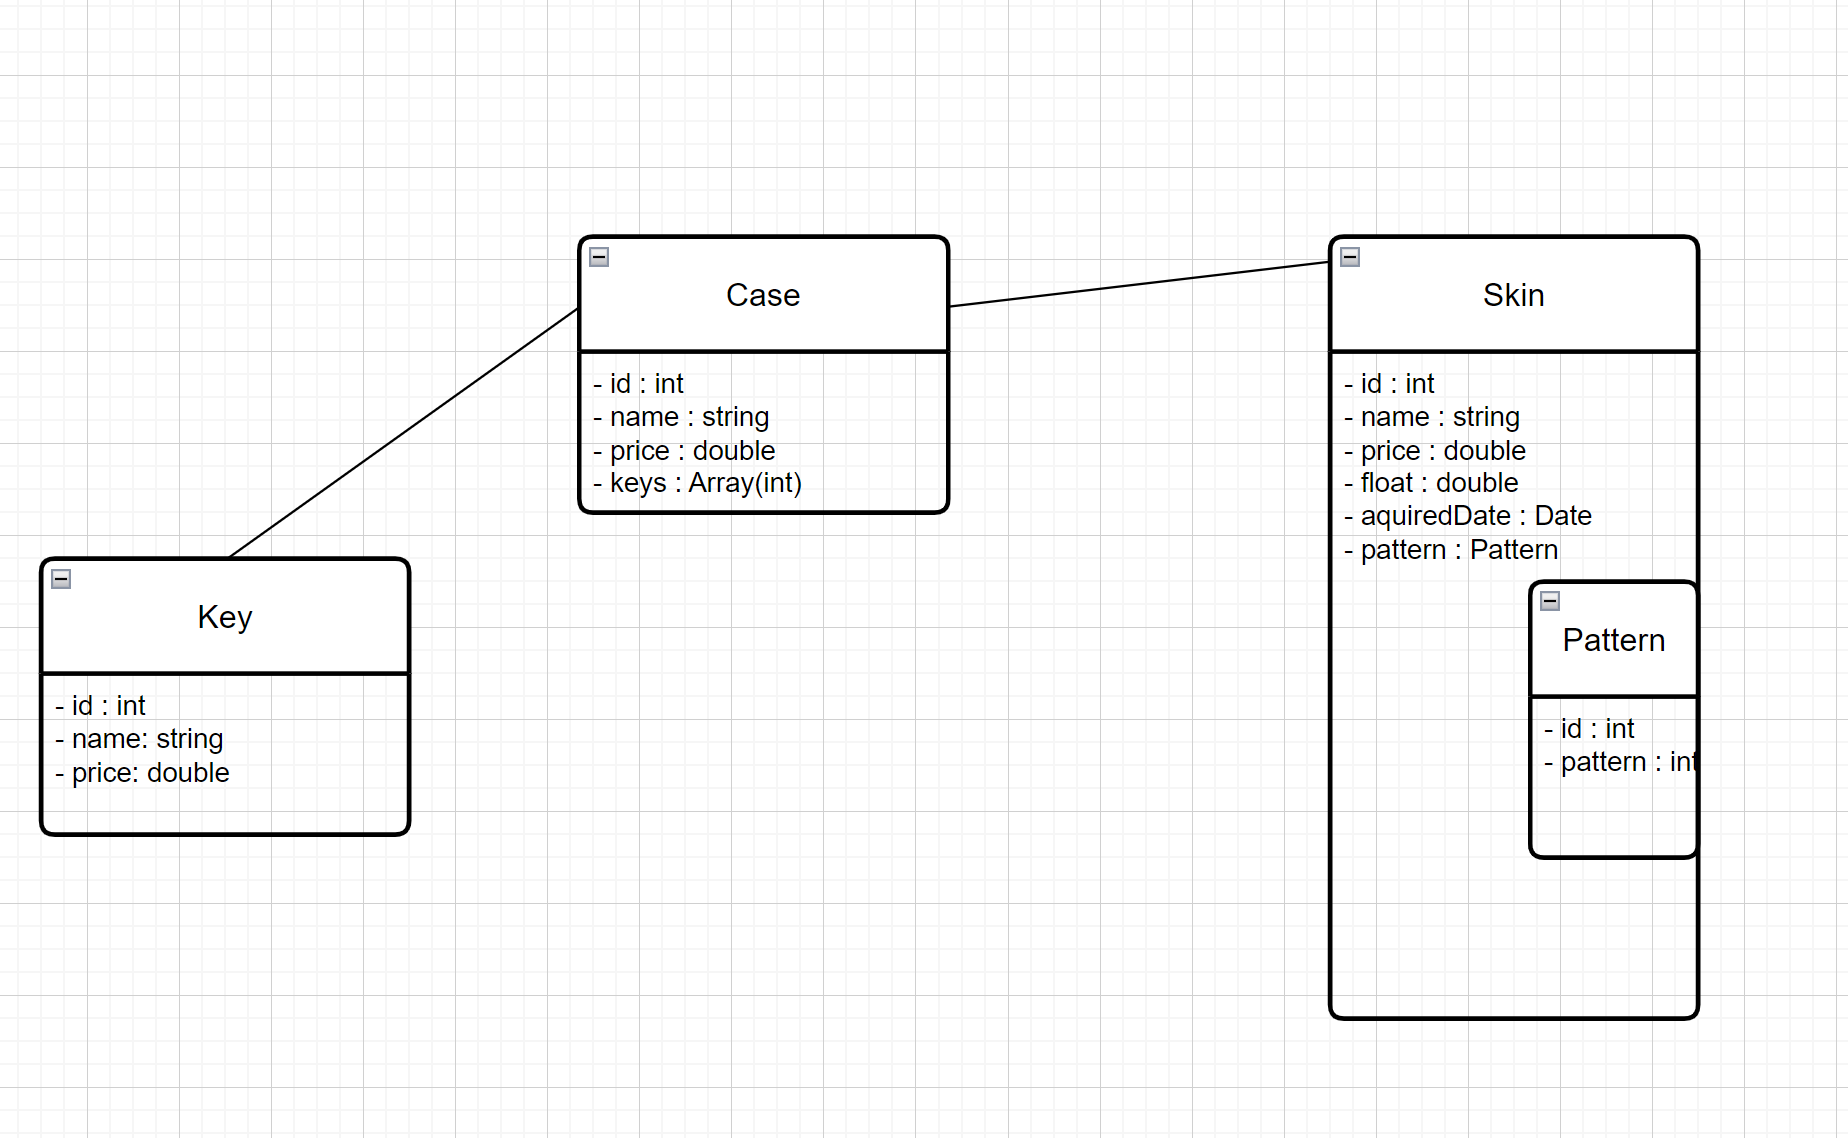 Case
- id : int
- name : string
- price : double
- keys : Array(int)
Skin
- id : int
- name : string
- price : double
- float : double
- aquiredDate : Date
- pattern : Pattern
Pattern
- id : int
- pattern : int
Key
- id : int
- name: string
- price: double